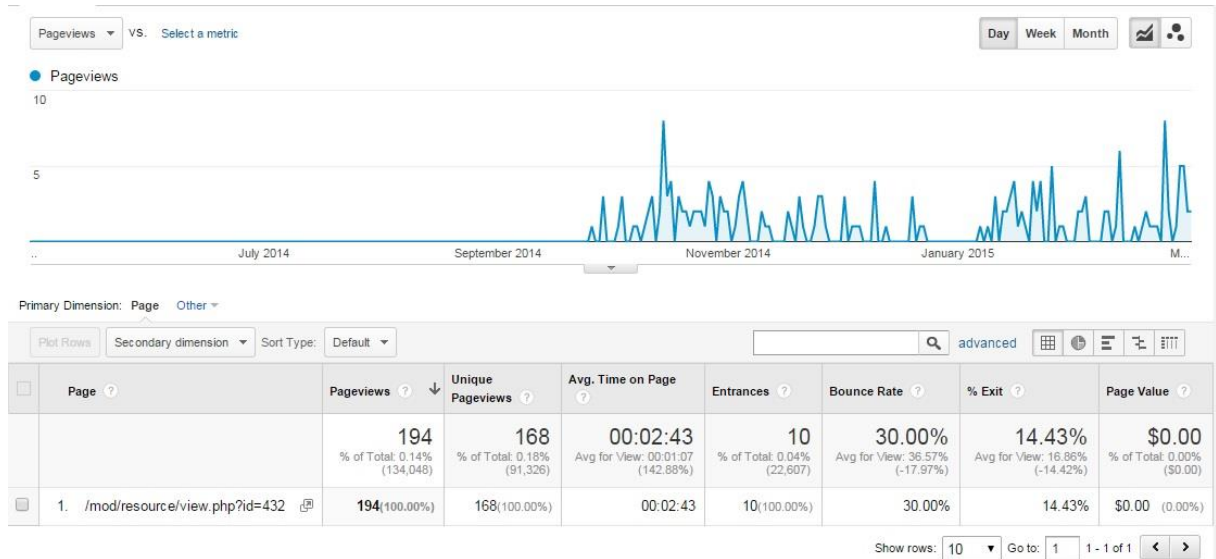 Pageviews VS. Select a metric Day Week Month
Pageviews
10
5
.. July 2014 September 2014 November 2014 January 2015 M...
Primary Dimension: Page Other
Plot Rows Secondary dimension Sort Type: Default advanced
Page ? Pageviews ? Unique Pageviews ? Avg. Time on Page ? Entrances ? Bounce Rate ? % Exit ? Page Value ?
194 168 00:02:43 10 30.00% 14.43% $0.00
% of Total: 0.14% % of Total: 0.18% Avg for View: 00:01:07 % of Total: 0.04% Avg for View: 36.57% Avg for View: 16.86% % of Total: 0.00%
(134,048) (91,326) (142.88%) (22,607) (-17.97%) (-14.42%) ($0.00)
1. /mod/resource/view.php?id=432 194(100.00%) 168(100.00%) 00:02:43 10(100.00%) 30.00% 14.43% $0.00 (0.00%)
Show rows: 10 Go to: 1 1 - 1 of 1